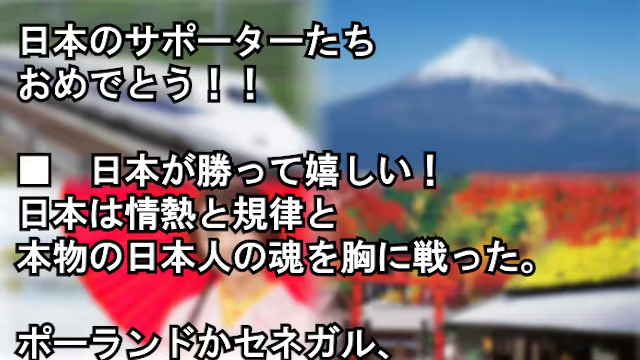 日本のサポーターたち
おめでとう！！
■　日本が勝って嬉しい！
日本は情熱と規律と
本物の日本人の魂を胸に戦った。
ポーランドかセネガル、